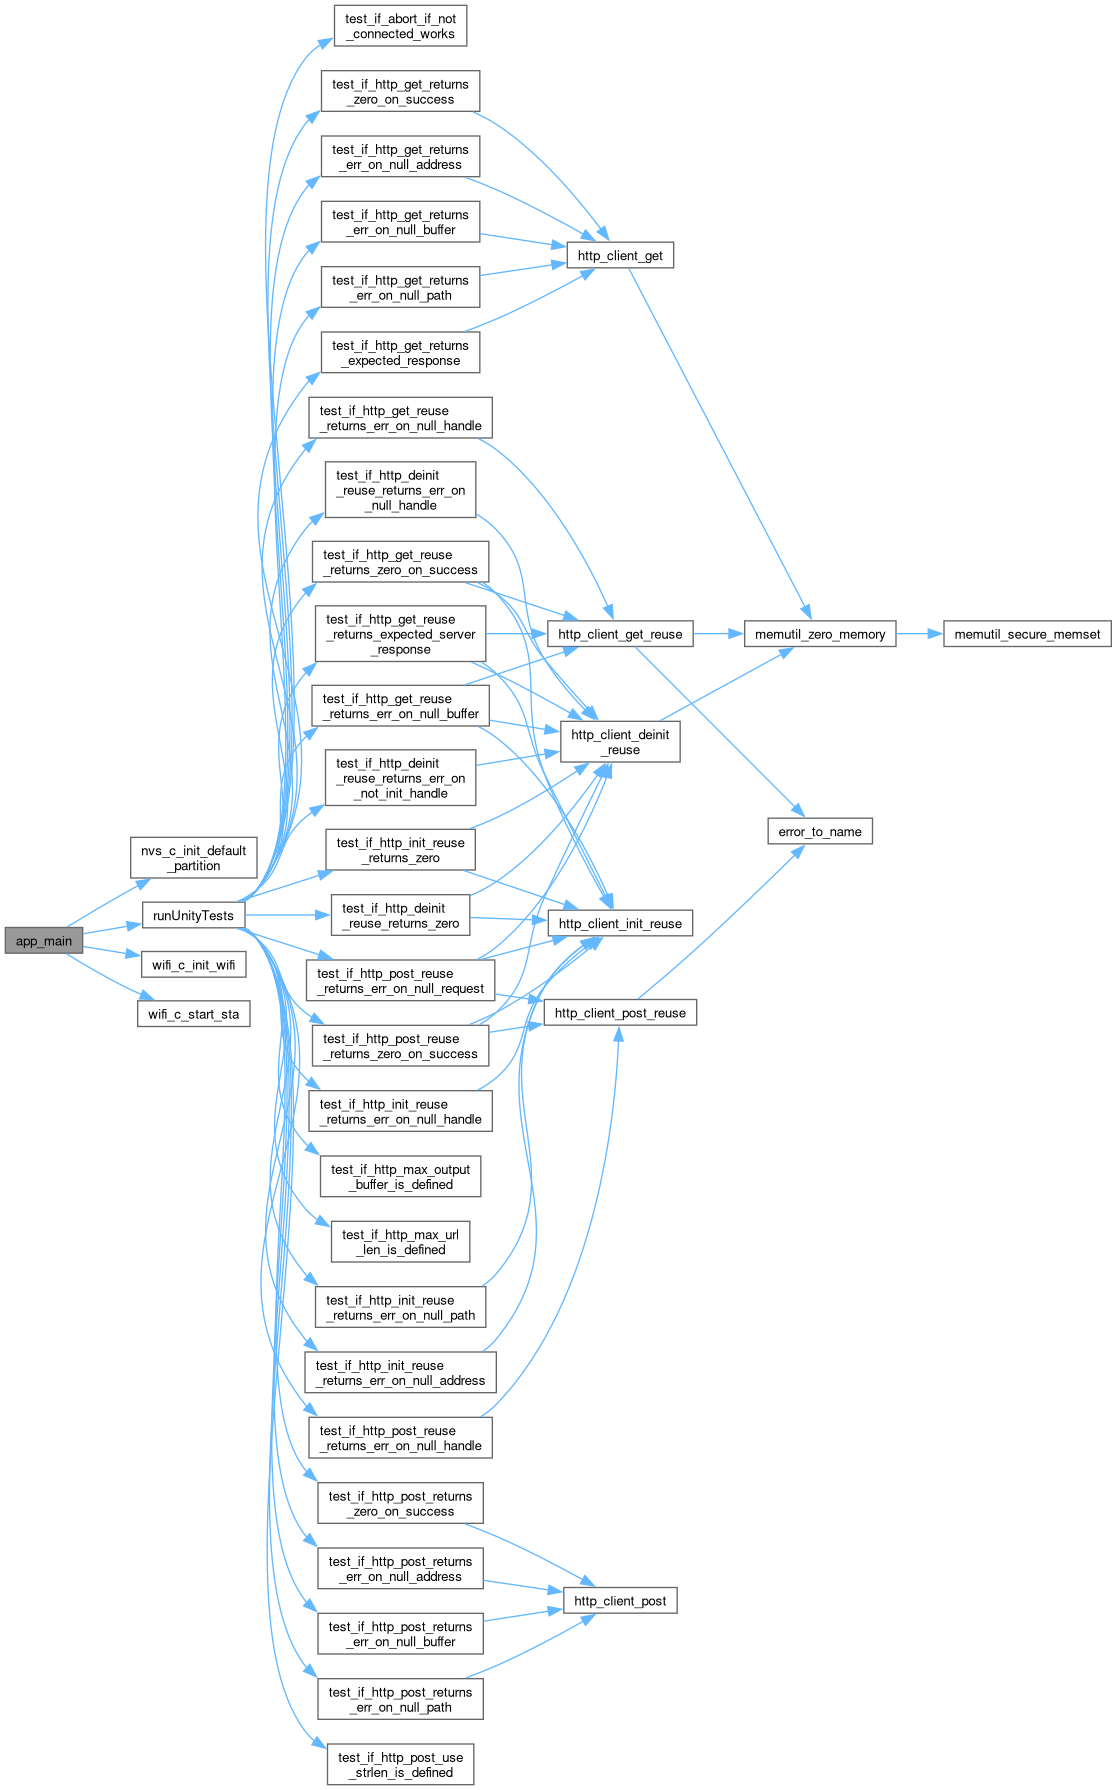 test_if_abort_if_not
_connected_works
test_if_http_get_returns
_zero_on_success
test_if_http_get_returns
_err_on_null_address
test_if_http_get_returns
_err_on_null_buffer
test_if_http_get_returns
_err_on_null_path
test_if_http_get_returns
_expected_response
test_if_http_get_reuse
_returns_err_on_null_handle
test_if_http_deinit
_reuse_returns_err_on
_null_handle
test_if_http_get_reuse
_returns_zero_on_success
test_if_http_get_reuse
_returns_expected_server
_response
test_if_http_get_reuse
_returns_err_on_null_buffer
test_if_http_deinit
_reuse_returns_err_on
_not_init_handle
test_if_http_init_reuse
_returns_zero
test_if_http_deinit
_reuse_returns_zero
test_if_http_post_reuse
_returns_err_on_null_request
test_if_http_post_reuse
_returns_zero_on_success
test_if_http_init_reuse
_returns_err_on_null_handle
test_if_http_max_output
_buffer_is_defined
test_if_http_max_url
_len_is_defined
test_if_http_init_reuse
_returns_err_on_null_path
test_if_http_init_reuse
_returns_err_on_null_address
test_if_http_post_reuse
_returns_err_on_null_handle
test_if_http_post_returns
_zero_on_success
test_if_http_post_returns
_err_on_null_address
test_if_http_post_returns
_err_on_null_buffer
test_if_http_post_returns
_err_on_null_path
test_if_http_post_use
_strlen_is_defined
app_main
nvs_c_init_default
_partition
runUnityTests
wifi_c_init_wifi
wifi_c_start_sta
http_client_get
http_client_get_reuse
http_client_deinit
_reuse
http_client_init_reuse
http_client_post_reuse
http_client_post
memutil_zero_memory
error_to_name
memutil_secure_memset